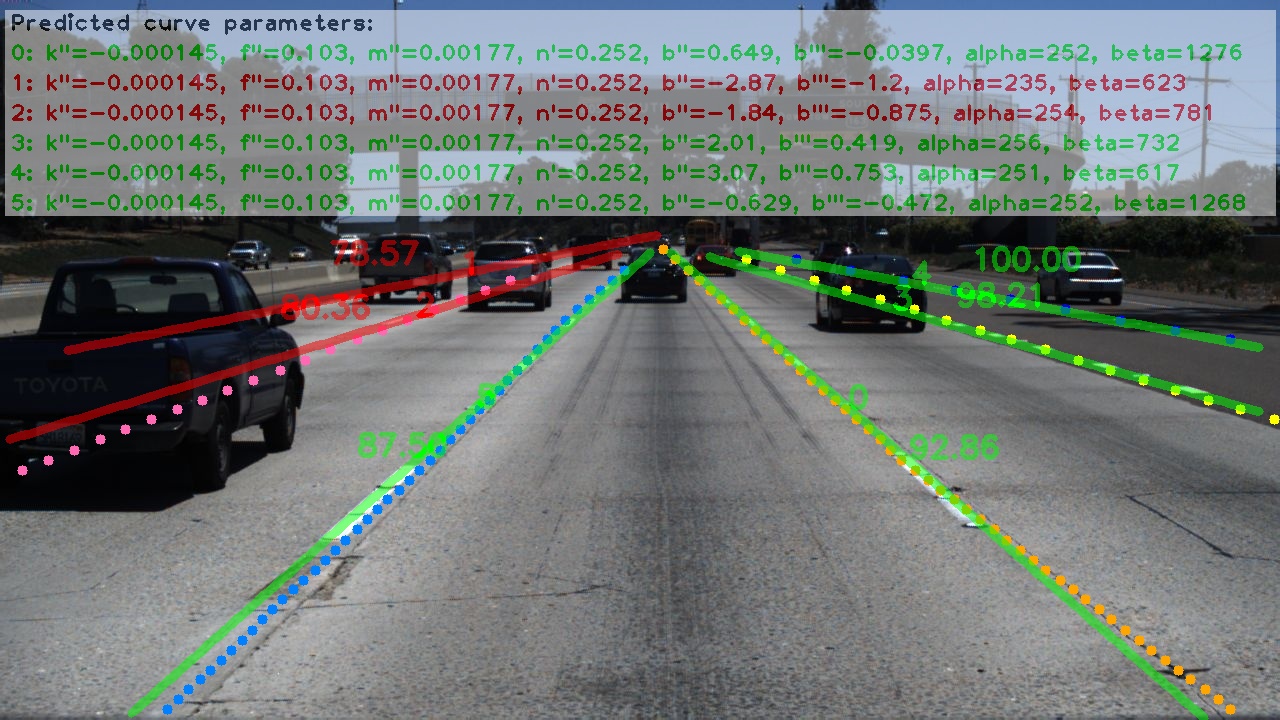 Predicted curve parameters:
0: k''=-0.000145, f''=0.103, m''=0.00177, n'=0.252, b''=0.649, b'''=-0.0397, alpha=252, beta=1276
1: k''=-0.000145, f''=0.103, m''=0.00177, n'=0.252, b''=-2.87, b'''=-1.2, alpha=235, beta=623
2: k''=-0.000145, f''=0.103, m''=0.00177, n'=0.252, b''=-1.84, b'''=-0.875, alpha=254, beta=781
3: k''=-0.000145, f''=0.103, m''=0.00177, n'=0.252, b''=2.01, b'''=0.419, alpha=256, beta=732
4: k''=-0.000145, f''=0.103, m''=0.00177, n'=0.252, b''=3.07, b'''=0.753, alpha=251, beta=617
5: k''=-0.000145, f''=0.103, m''=0.00177, n'=0.252, b''=-0.629, b'''=-0.472, alpha=252, beta=1268
78.57
1
100.00
4
80.36
2
3
98.21
TOYOTA
5
0
87.50
92.86